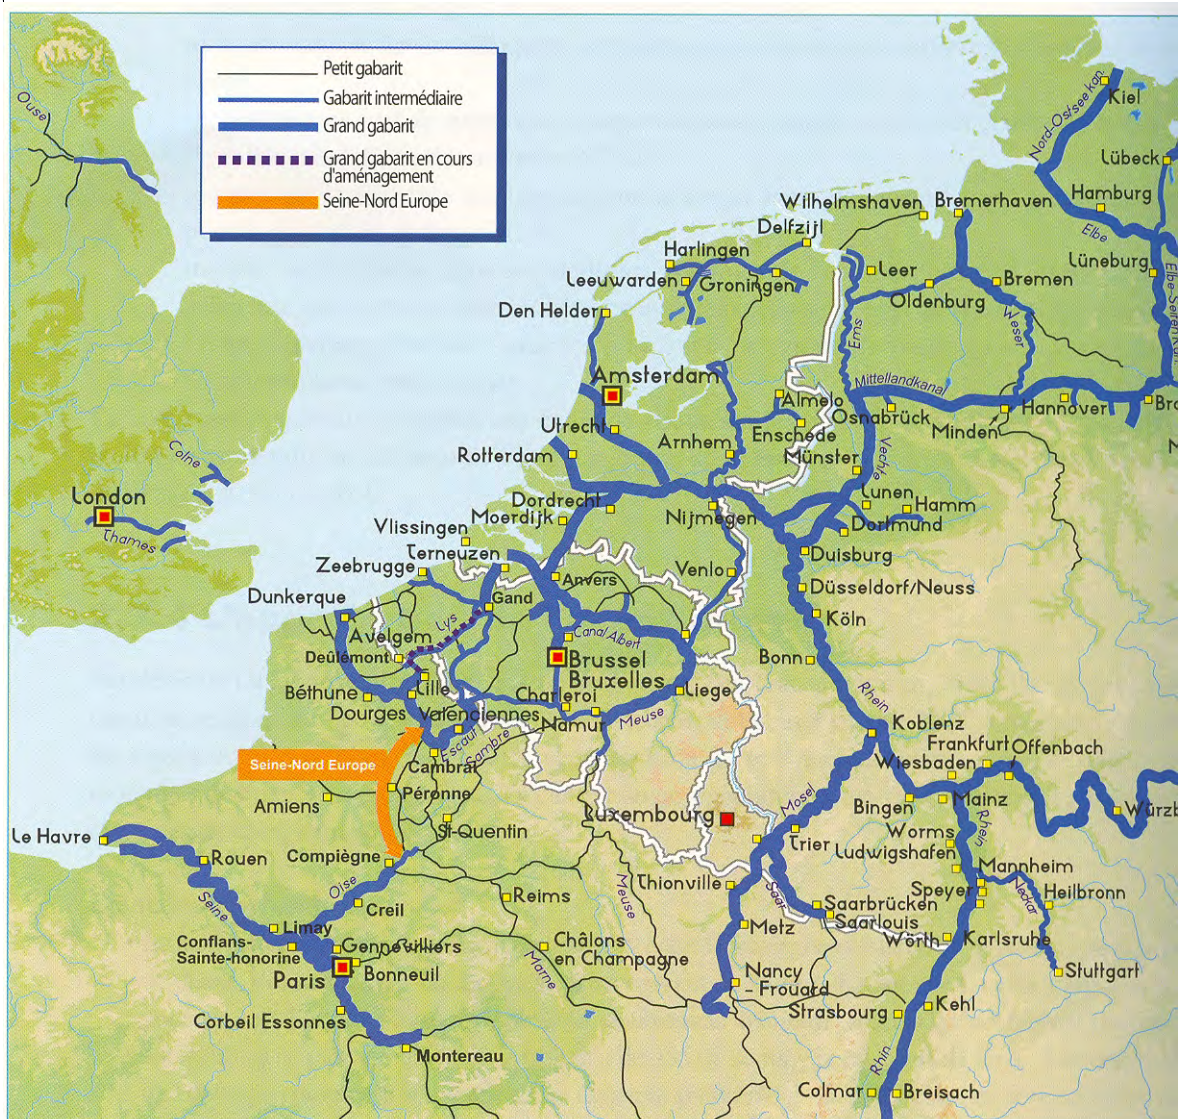 Petit gabarit
Gabarit intermédiaire
Grand gabarit
Grand gabarit en cours
d'aménagement
Seine-Nord Europe
Ouse
Colne
London
Thames
Nord-Ostsee kan.
Kiel
Lübeck
Hamburg
Elbe
Wilhelmshaven
Bremerhaven
Delfzijl
Harlingen
Leeuwarden
Groningen
Leer
Oldenburg
Bremen
Lüneburg
Den Helder
Ems
Weser
Amsterdam
Mittellandkanal
Almelo
Osnabrück
Minden
Hannover
Bra
Utrecht
Enschede
Arnhem
Rotterdam
Münster
Vechte
Dordrecht
Moerdijk
Nijmegen
Lunen
Hamm
Dortmund
Vlissingen
Terneuzen
Zeebrugge
Duisburg
Anvers
Venlo
Düsseldorf/Neuss
Dunkerque
Gand
Lys
Köln
Avelgem
Canal Albert
Deûlémont
Brussel
Bruxelles
Bonn
Béthune
Lille
Charleroi
Liege
Dourges
Valenciennes
Namur
Meuse
Rhein
Escaut
Sambre
Koblenz
Seine-Nord Europe
Cambrai
Frankfurt
Offenbach
Wiesbaden
Amiens
Péronne
Mosel
Bingen
Mainz
Würzb
St-Quentin
Luxembourg
Le Havre
Rouen
Compiègne
Trier
Worms
Rhein
Ludwigshafen
Oise
Reims
Meuse
Thionville
Saar
Mannheim
Seine
Creil
Speyer
Neckar
Heilbronn
Saarbrücken
Saarlouis
Limay
Metz
Wörth
Karlsruhe
Conflans-
Sainte-honorine
Gennevilliers
Châlons
en Champagne
Paris
Bonneuil
Marne
Nancy
- Frouard
Stuttgart
Corbeil Essonnes
Strasbourg
Kehl
Montereau
Rhin
Colmar
Breisach